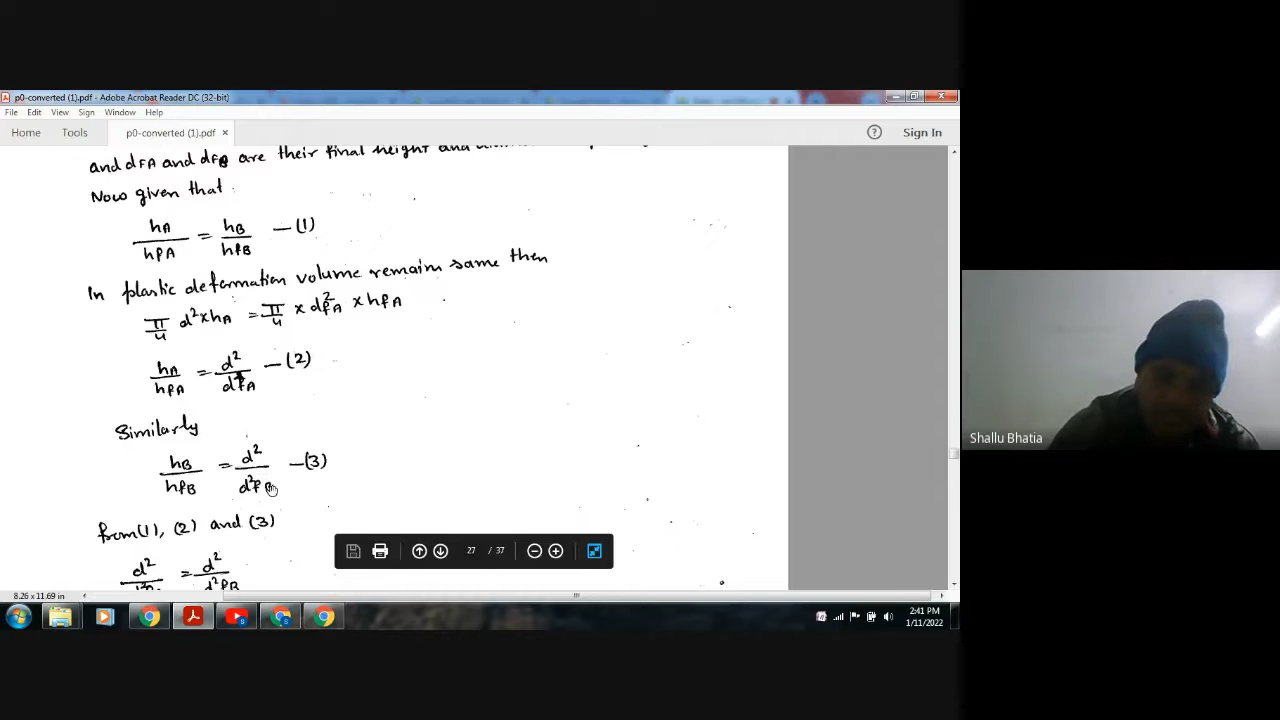 p0-converted (1).pdf - Adobe Acrobat Reader DC (32-bit)
File Edit View Sign Window Help
Home Tools p0-converted (1).pdf × Sign In
and dFA and dFB are their final height and
Now given that
hA/hfA = hB/hfB — (1)
In plastic deformation volume remain same then
π/4 d² × hA = π/4 × df²A × hfA
hA/hfA = d²/d²fA — (2)
Similarly
hB/hfB = d²/d²fB — (3)
from (1), (2) and (3)
d²/d²fA = d²/d²fB
27 / 37
8.26 x 11.69 in
2:41 PM
1/11/2022
Shallu Bhatia